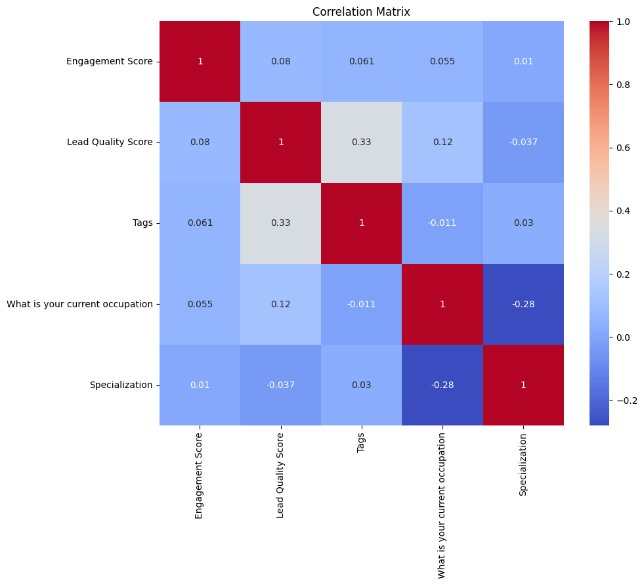 Correlation Matrix
Engagement Score 1 0.08 0.061 0.055 0.01
Lead Quality Score 0.08 1 0.33 0.12 -0.037
Tags 0.061 0.33 1 -0.011 0.03
What is your current occupation 0.055 0.12 -0.011 1 -0.28
Specialization 0.01 -0.037 0.03 -0.28 1
Engagement Score
Lead Quality Score
Tags
What is your current occupation
Specialization
1.0
0.8
0.6
0.4
0.2
0.0
−0.2